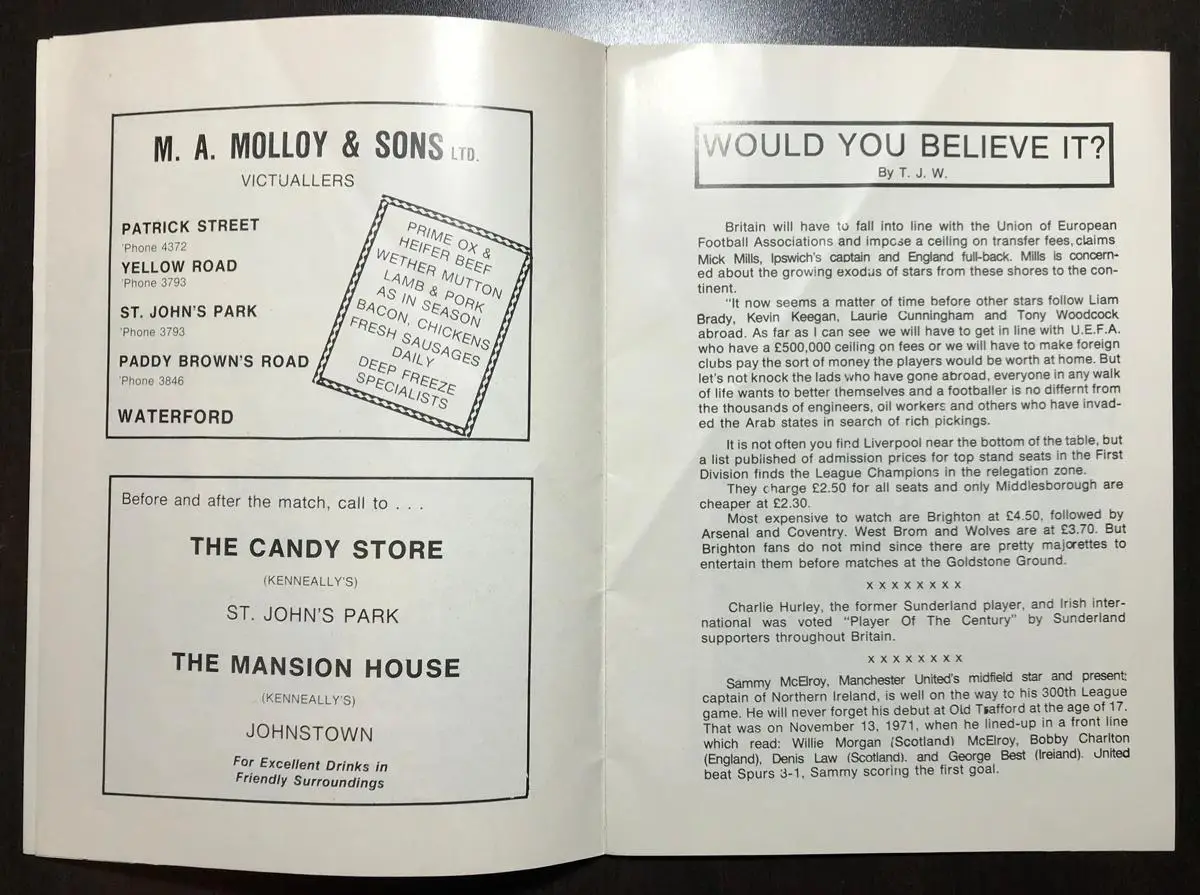 M. A. MOLLOY & SONS LTD.
VICTUALLERS
PATRICK STREET
'Phone 4372
YELLOW ROAD
'Phone 3793
ST. JOHN'S PARK
'Phone 3793
PADDY BROWN'S ROAD
'Phone 3846
WATERFORD
PRIME OX &
HEIFER BEEF
WETHER MUTTON
LAMB & PORK
AS IN SEASON
BACON, CHICKENS
FRESH SAUSAGES
DAILY
DEEP FREEZE
SPECIALISTS
Before and after the match, call to . . .
THE CANDY STORE
(KENNEALLY'S)
ST. JOHN'S PARK
THE MANSION HOUSE
(KENNEALLY'S)
JOHNSTOWN
For Excellent Drinks in
Friendly Surroundings
WOULD YOU BELIEVE IT?
By T. J. W.
Britain will have to fall into line with the Union of European
Football Associations and impose a ceiling on transfer fees, claims
Mick Mills, Ipswich's captain and England full-back. Mills is concern-
ed about the growing exodus of stars from these shores to the con-
tinent.
"It now seems a matter of time before other stars follow Liam
Brady, Kevin Keegan, Laurie Cunningham and Tony Woodcock
abroad. As far as I can see we will have to get in line with U.E.F.A.
who have a £500,000 ceiling on fees or we will have to make foreign
clubs pay the sort of money the players would be worth at home. But
let's not knock the lads who have gone abroad, everyone in any walk
of life wants to better themselves and a footballer is no differnt from
the thousands of engineers, oil workers and others who have invad-
ed the Arab states in search of rich pickings.
It is not often you find Liverpool near the bottom of the table, but
a list published of admission prices for top stand seats in the First
Division finds the League Champions in the relegation zone.
They charge £2.50 for all seats and only Middlesborough are
cheaper at £2.30.
Most expensive to watch are Brighton at £4.50, followed by
Arsenal and Coventry. West Brom and Wolves are at £3.70. But
Brighton fans do not mind since there are pretty majorettes to
entertain them before matches at the Goldstone Ground.
x x x x x x x x
Charlie Hurley, the former Sunderland player, and Irish inter-
national was voted "Player Of The Century" by Sunderland
supporters throughout Britain.
x x x x x x x x
Sammy McElroy, Manchester United's midfield star and present;
captain of Northern Ireland, is well on the way to his 300th League
game. He will never forget his debut at Old Trafford at the age of 17.
That was on November 13, 1971, when he lined-up in a front line
which read: Willie Morgan (Scotland) McElroy, Bobby Charlton
(England), Denis Law (Scotland). and George Best (Ireland). United
beat Spurs 3-1, Sammy scoring the first goal.